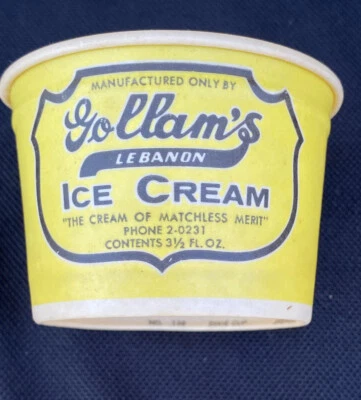 MANUFACTURED ONLY BY
Gollam's
LEBANON
ICE CREAM
"THE CREAM OF MATCHLESS MERIT"
PHONE 2-0231
CONTENTS 3½ FL. OZ.